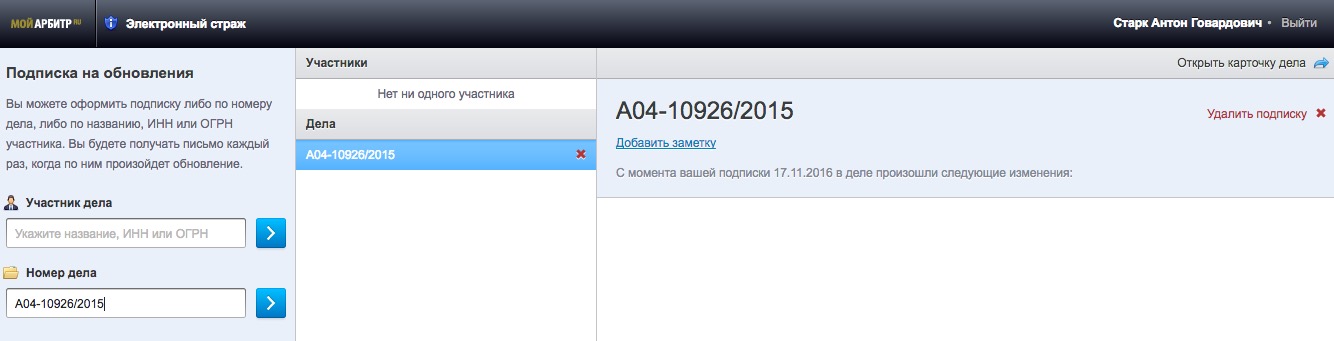 МОЙ АРБИТР RU
Электронный страж
Старк Антон Говардович • Выйти
Подписка на обновления
Вы можете оформить подписку либо по номеру
дела, либо по названию, ИНН или ОГРН
участника. Вы будете получать письмо каждый
раз, когда по ним произойдет обновление.
Участник дела
Укажите название, ИНН или ОГРН
Номер дела
А04-10926/2015
Участники
Нет ни одного участника
Дела
А04-10926/2015
Открыть карточку дела
А04-10926/2015
Удалить подписку
Добавить заметку
С момента вашей подписки 17.11.2016 в деле произошли следующие изменения: